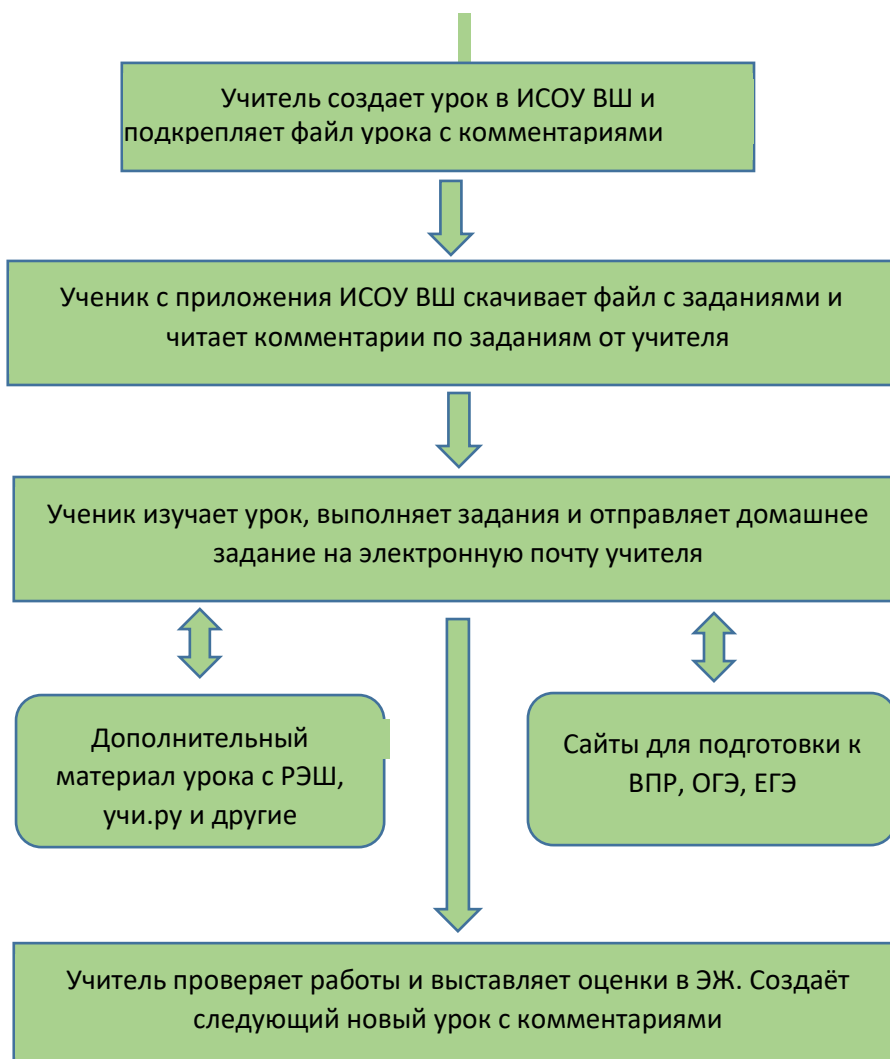 Учитель создает урок в ИСОУ ВШ и
подкрепляет файл урока с комментариями
Ученик с приложения ИСОУ ВШ скачивает файл с заданиями и
читает комментарии по заданиям от учителя
Ученик изучает урок, выполняет задания и отправляет домашнее
задание на электронную почту учителя
Дополнительный
материал урока с РЭШ,
учи.ру и другие
Сайты для подготовки к
ВПР, ОГЭ, ЕГЭ
Учитель проверяет работы и выставляет оценки в ЭЖ. Создаёт
следующий новый урок с комментариями